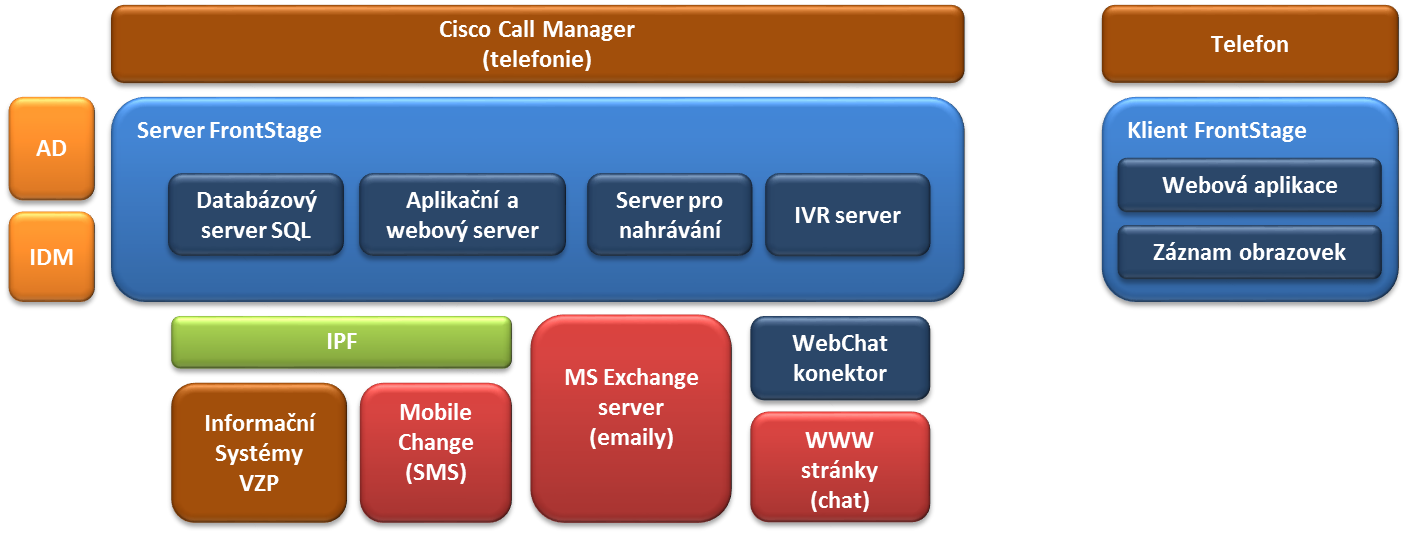 Cisco Call Manager
(telefonie)
Telefon
AD
IDM
Server FrontStage
Databázový
server SQL
Aplikační a
webový server
Server pro
nahrávání
IVR server
Klient FrontStage
Webová aplikace
Záznam obrazovek
IPF
Informační
Systémy
VZP
Mobile
Change
(SMS)
MS Exchange
server
(emaily)
WebChat
konektor
WWW
stránky
(chat)